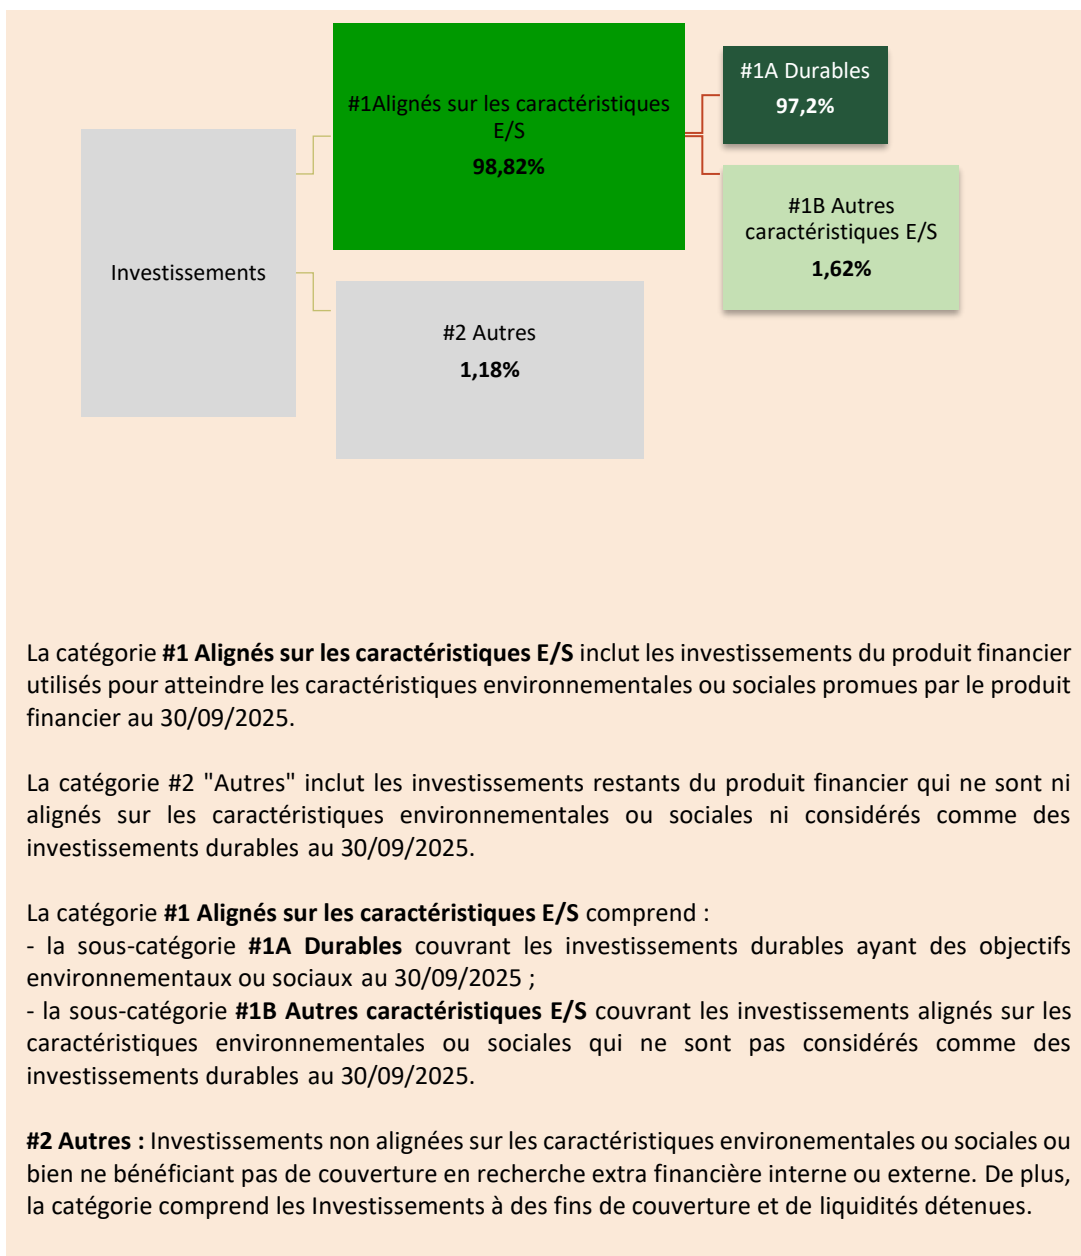 Investissements
#1Alignés sur les caractéristiques
E/S
98,82%
#1A Durables
97,2%
#1B Autres
caractéristiques E/S
1,62%
#2 Autres
1,18%
La catégorie #1 Alignés sur les caractéristiques E/S inclut les investissements du produit financier
utilisés pour atteindre les caractéristiques environnementales ou sociales promues par le produit
financier au 30/09/2025.
La catégorie #2 "Autres" inclut les investissements restants du produit financier qui ne sont ni
alignés sur les caractéristiques environnementales ou sociales ni considérés comme des
investissements durables au 30/09/2025.
La catégorie #1 Alignés sur les caractéristiques E/S comprend :
- la sous-catégorie #1A Durables couvrant les investissements durables ayant des objectifs
environnementaux ou sociaux au 30/09/2025 ;
- la sous-catégorie #1B Autres caractéristiques E/S couvrant les investissements alignés sur les
caractéristiques environnementales ou sociales qui ne sont pas considérés comme des
investissements durables au 30/09/2025.
#2 Autres : Investissements non alignées sur les caractéristiques environementales ou sociales ou
bien ne bénéficiant pas de couverture en recherche extra financière interne ou externe. De plus,
la catégorie comprend les Investissements à des fins de couverture et de liquidités détenues.